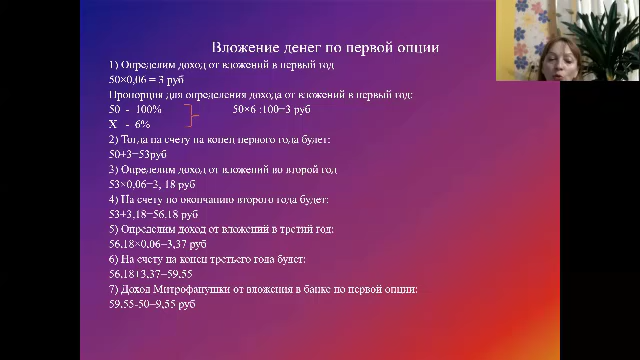 Вложение денег по первой опции
1) Определим доход от вложений в первый год
50×0,06 = 3 руб
Пропорция для определения дохода от вложений в первый год:
50 - 100% 50×6 :100=3 руб
Х - 6%
2) Тогда на счету на конец первого года будет:
50+3=53руб
3) Определим доход от вложений во второй год
53×0,06=3, 18 руб
4) На счету по окончанию второго года будет:
53+3,18=56,18 руб
5) Определим доход от вложений в третий год:
56,18×0,06=3,37 руб
6) На счету на конец третьего года будет:
56,18+3,37=59,55
7) Доход Митрофанушки от вложения в банке по первой опции:
59,55-50=9,55 руб